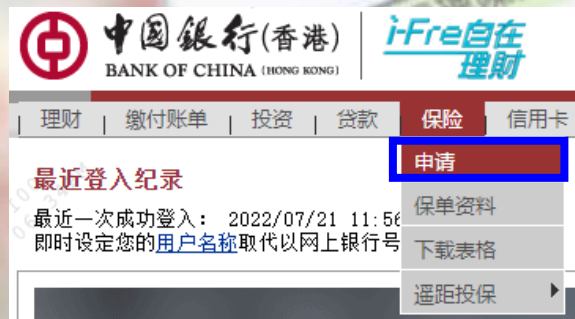 中國銀行(香港)
BANK OF CHINA (HONG KONG)
i-Free自在
理財
理财 | 缴付账单 | 投资 | 贷款 | 保险 | 信用卡
申请
保单资料
下载表格
遥距投保
最近登入纪录
最近一次成功登入: 2022/07/21 11:56
即时设定您的用户名称取代以网上银行号